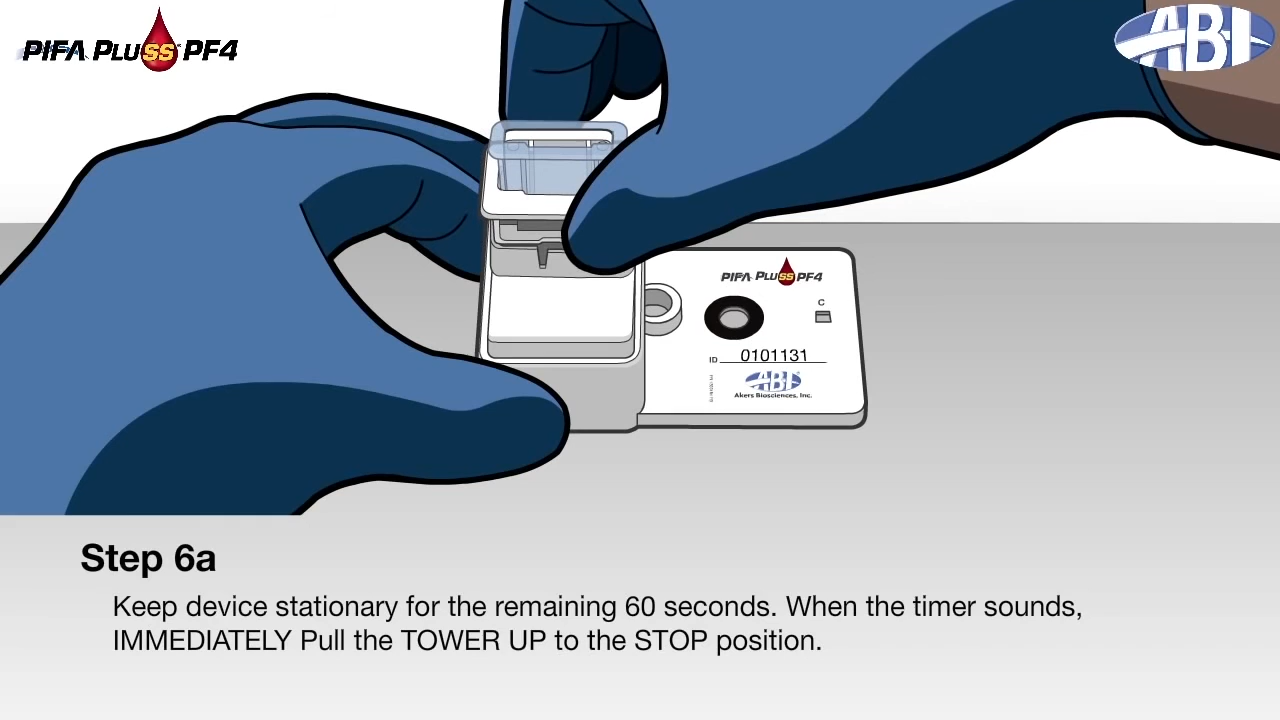 PIFA PLUSS PF4
ABI
PIFA PLUSS PF4
C
ID 0101131
ABI
Akers Biosciences, Inc.
Step 6a
Keep device stationary for the remaining 60 seconds. When the timer sounds,
IMMEDIATELY Pull the TOWER UP to the STOP position.